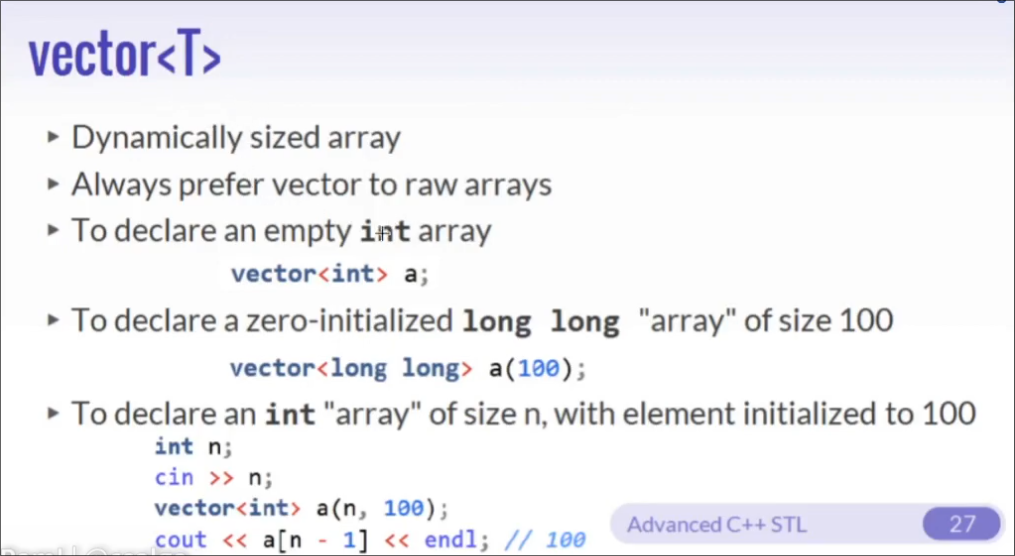 vector<T>
▸ Dynamically sized array
▸ Always prefer vector to raw arrays
▸ To declare an empty int array
vector<int> a;
▸ To declare a zero-initialized long long "array" of size 100
vector<long long> a(100);
▸ To declare an int "array" of size n, with element initialized to 100
int n;
cin >> n;
vector<int> a(n, 100);
cout << a[n - 1] << endl; // 100
Advanced C++ STL 27